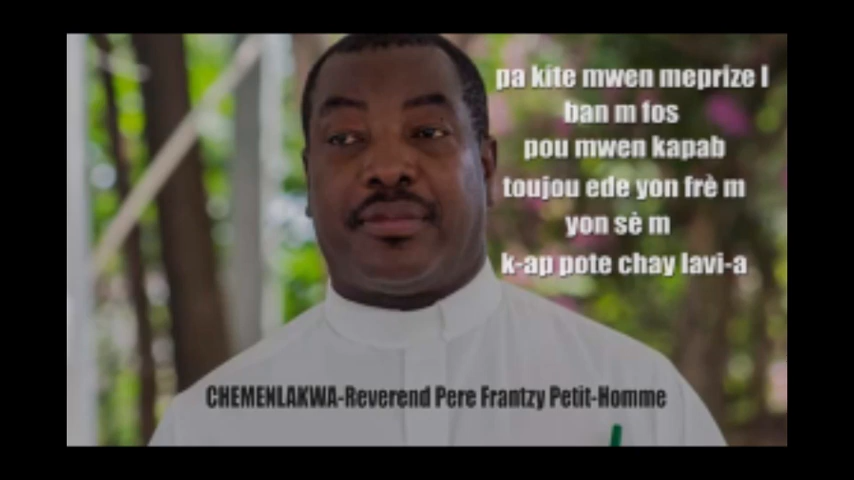 pa kite mwen meprize l
ban m fos
pou mwen kapab
toujou ede yon frè m
yon sè m
k-ap pote chay lavi-a
CHEMENLAKWA-Reverend Pere Frantzy Petit-Homme